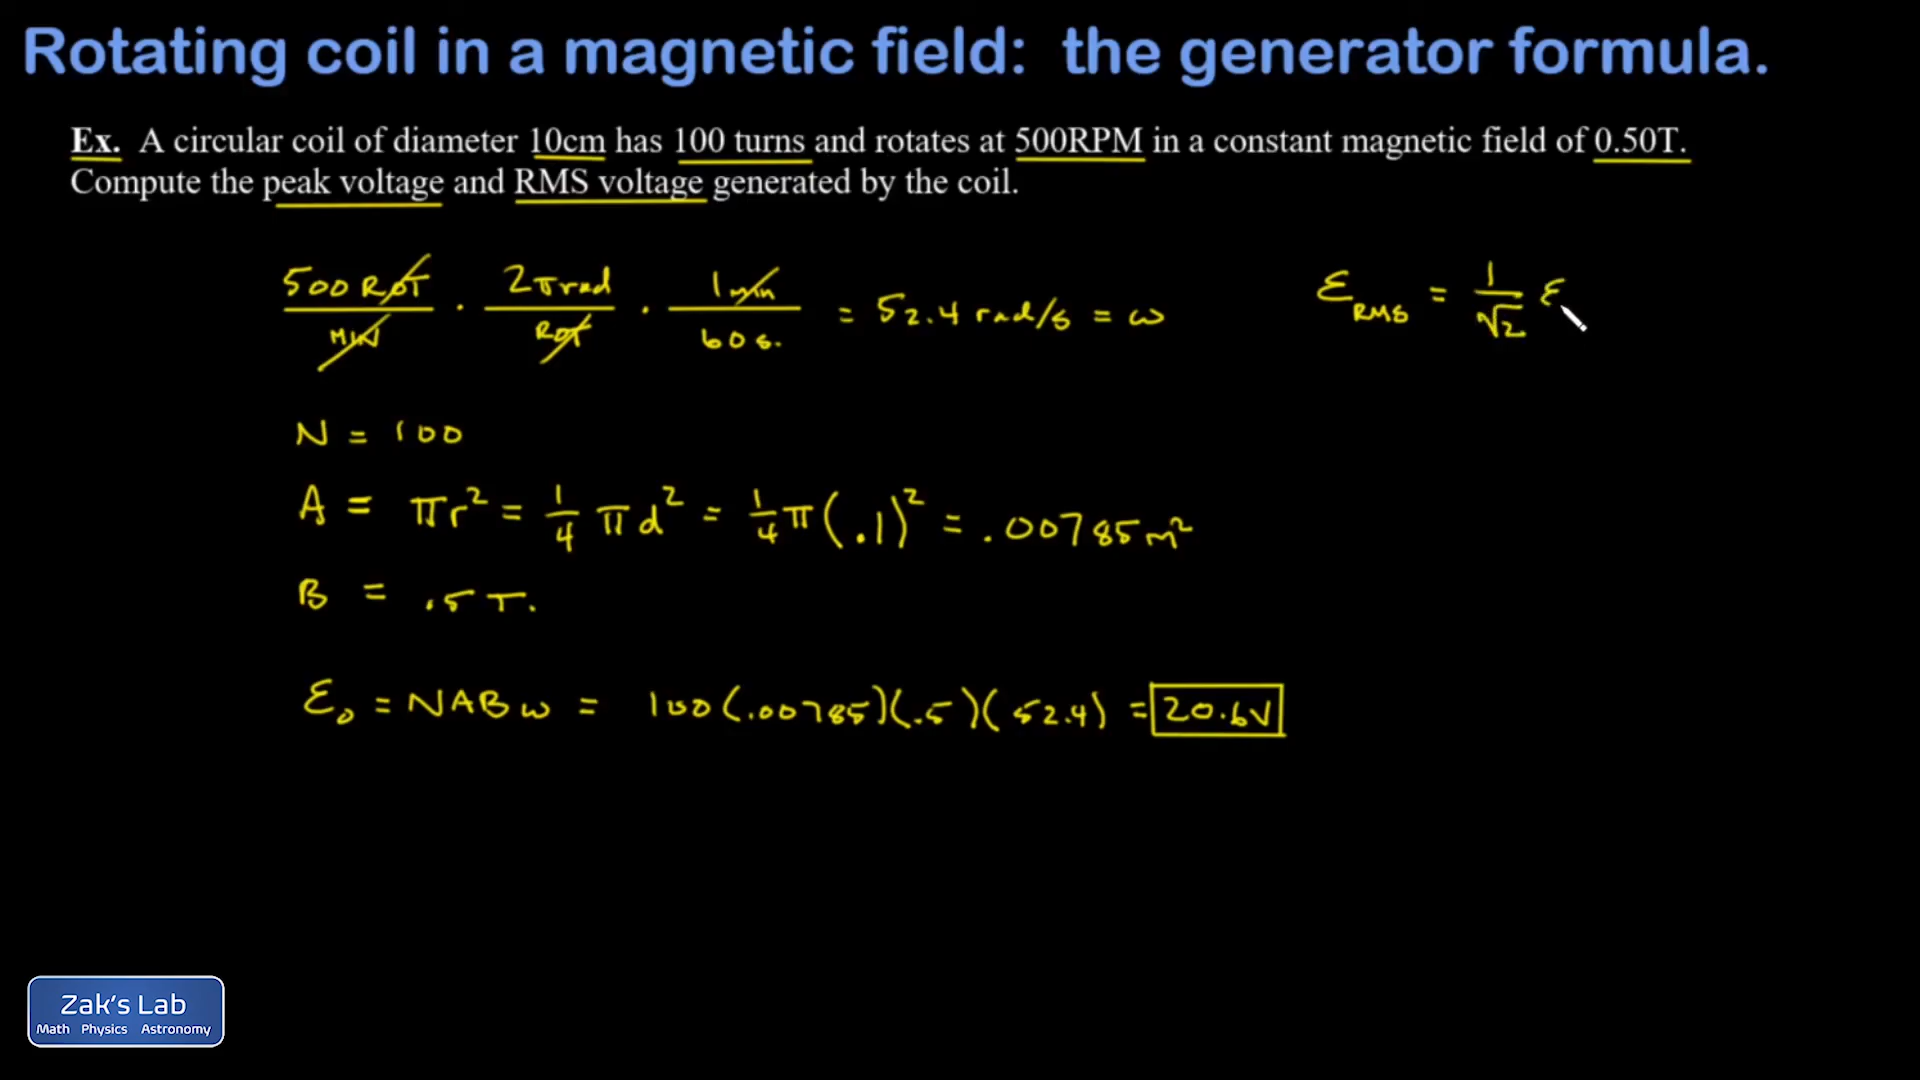 Rotating coil in a magnetic field: the generator formula.
Ex. A circular coil of diameter 10cm has 100 turns and rotates at 500RPM in a constant magnetic field of 0.50T.
Compute the peak voltage and RMS voltage generated by the coil.
500 ROT / MIN · 2π rad / ROT · 1 min / 60 s. = 52.4 rad/s = ω
ε_RMS = 1/√2 ε
N = 100
A = πr² = 1/4 πd² = 1/4 π(.1)² = .00785 m²
B = .5 T.
ε₀ = NABω = 100(.00785)(.5)(52.4) = 20.6V
Zak's Lab
Math Physics Astronomy